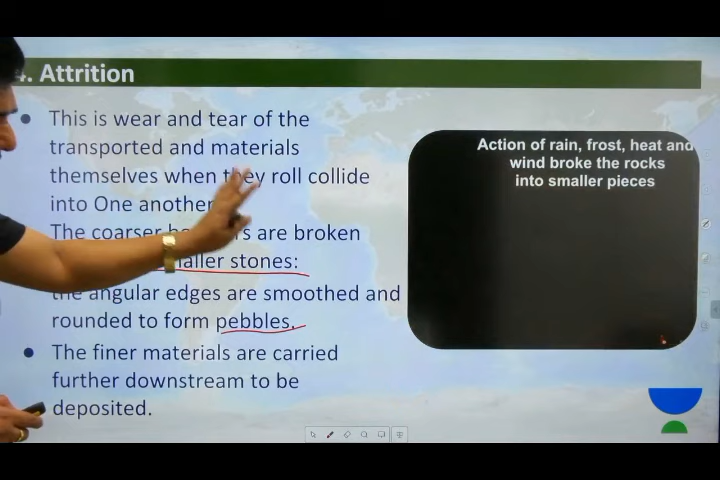 4. Attrition
This is wear and tear of the
transported and materials
themselves when they roll collide
into One another
The coarser are broken
smaller stones:
the angular edges are smoothed and
rounded to form pebbles.
The finer materials are carried
further downstream to be
deposited.
Action of rain, frost, heat and
wind broke the rocks
into smaller pieces